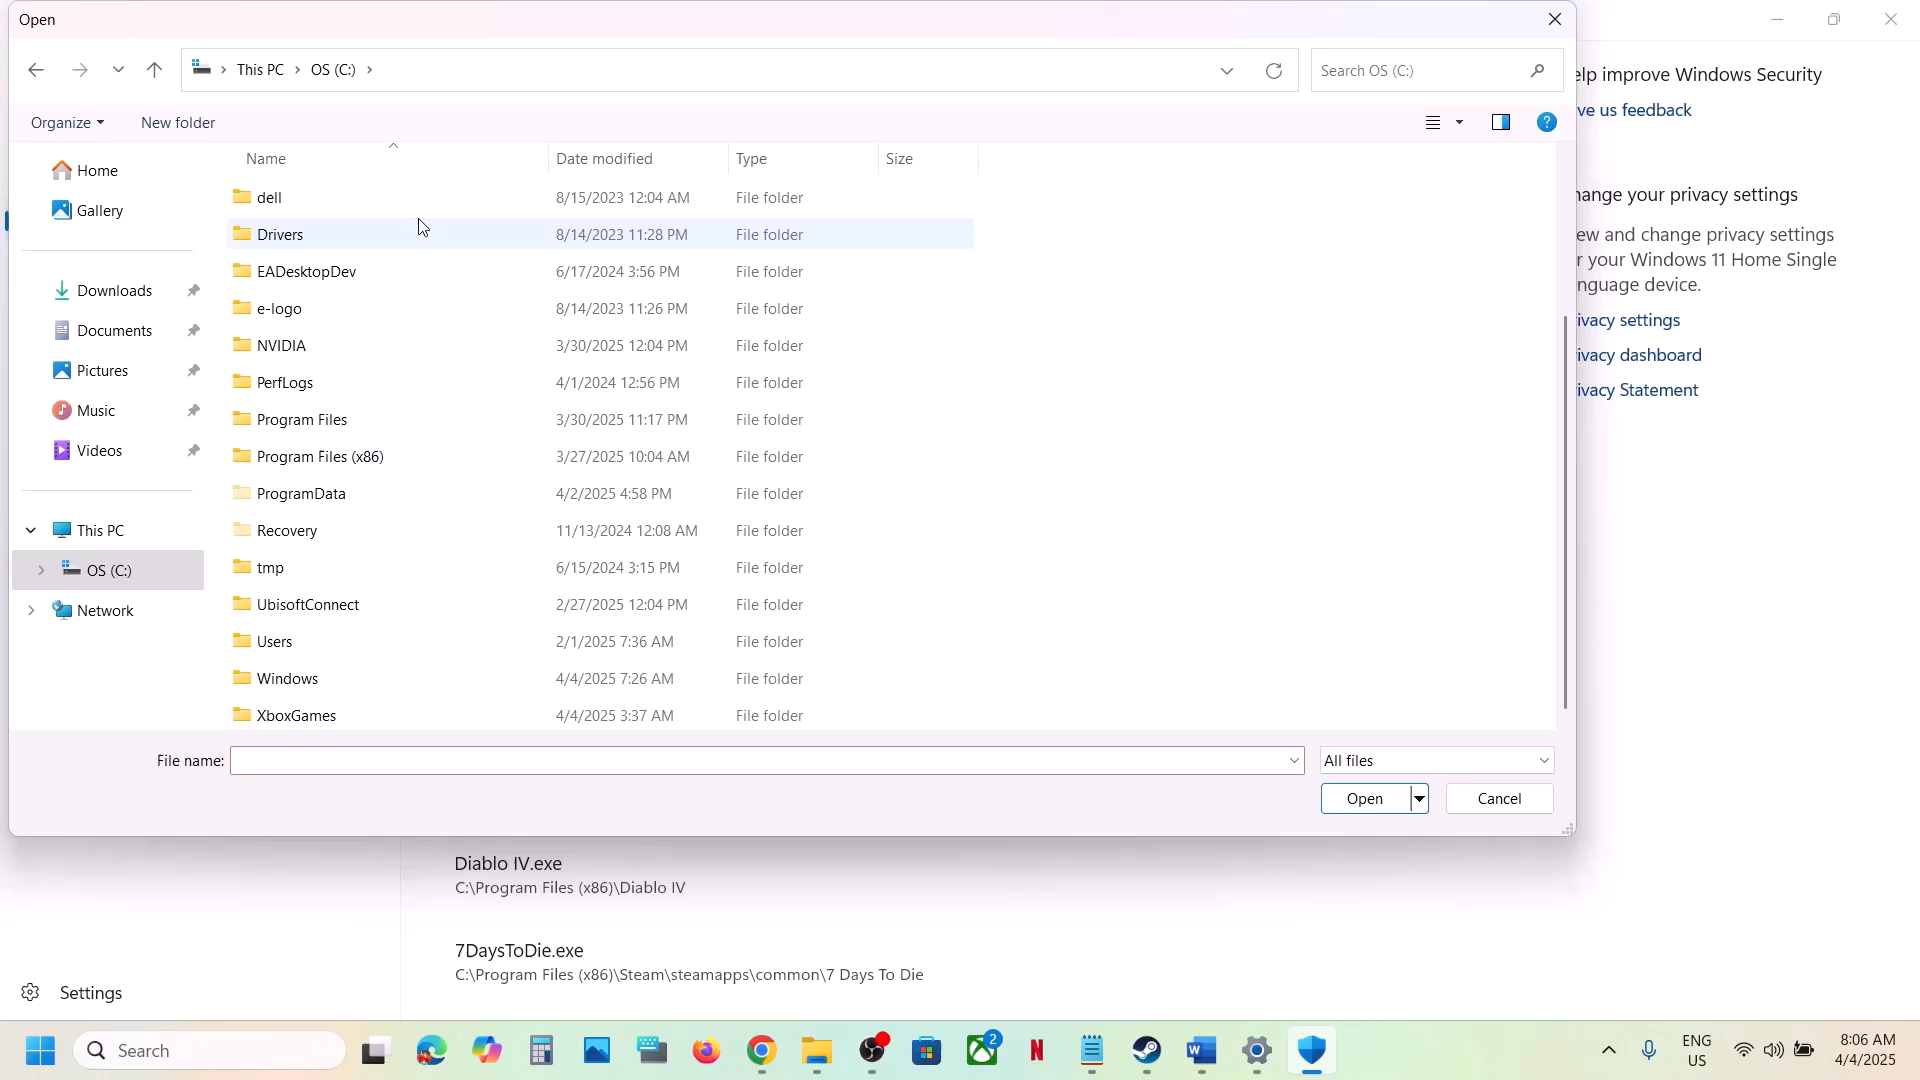 Open
This PC
OS (C:)
Search OS (C:)
Organize
New folder
?
Name
Date modified
Type
Size
Home
Gallery
Downloads
Documents
Pictures
Music
Videos
This PC
OS (C:)
Network
dell 8/15/2023 12:04 AM File folder
Drivers 8/14/2023 11:28 PM File folder
EADesktopDev 6/17/2024 3:56 PM File folder
e-logo 8/14/2023 11:26 PM File folder
NVIDIA 3/30/2025 12:04 PM File folder
PerfLogs 4/1/2024 12:56 PM File folder
Program Files 3/30/2025 11:17 PM File folder
Program Files (x86) 3/27/2025 10:04 AM File folder
ProgramData 4/2/2025 4:58 PM File folder
Recovery 11/13/2024 12:08 AM File folder
tmp 6/15/2024 3:15 PM File folder
UbisoftConnect 2/27/2025 12:04 PM File folder
Users 2/1/2025 7:36 AM File folder
Windows 4/4/2025 7:26 AM File folder
XboxGames 4/4/2025 3:37 AM File folder
File name:
All files
Open
Cancel
elp improve Windows Security
ve us feedback
hange your privacy settings
ew and change privacy settings
r your Windows 11 Home Single
nguage device.
ivacy settings
ivacy dashboard
ivacy Statement
Diablo IV.exe
C:\Program Files (x86)\Diablo IV
7DaysToDie.exe
C:\Program Files (x86)\Steam\steamapps\common\7 Days To Die
Settings
Search
2
N
W
ENG
US
8:06 AM
4/4/2025